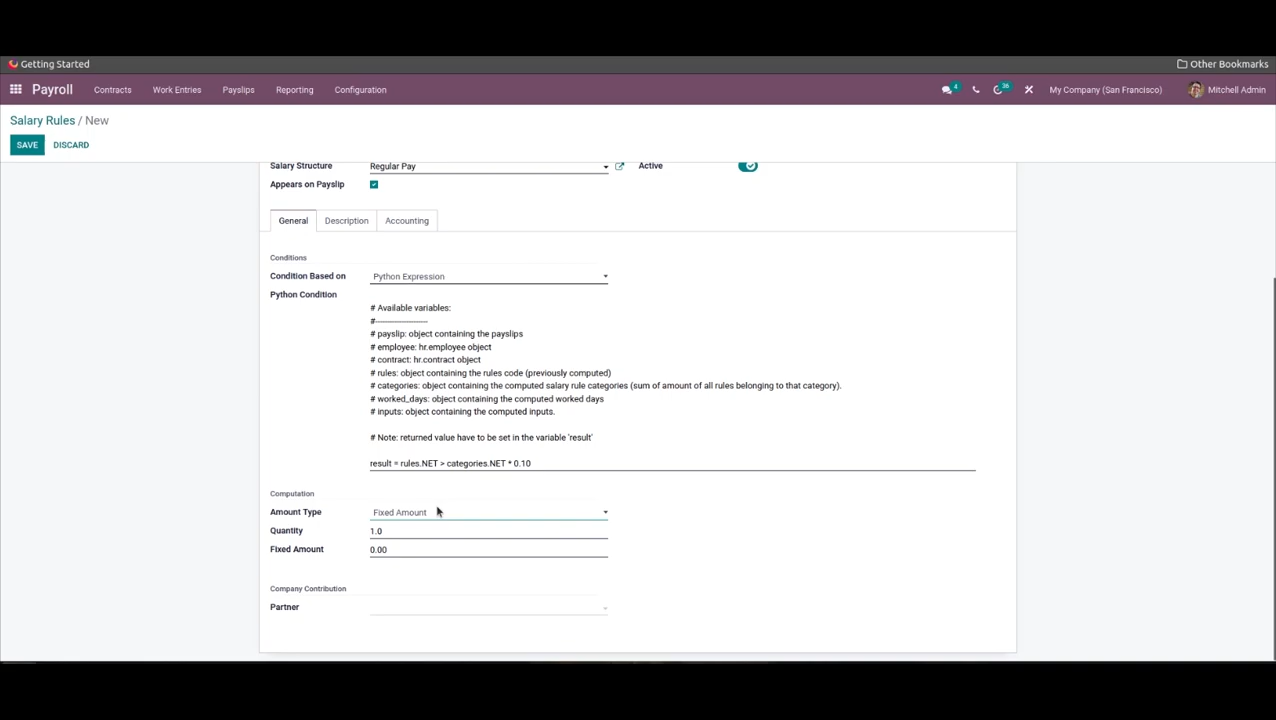 Getting Started
Other Bookmarks
Payroll
Contracts
Work Entries
Payslips
Reporting
Configuration
4
36
My Company (San Francisco)
Mitchell Admin
Salary Rules / New
SAVE
DISCARD
Salary Structure
Regular Pay
Active
Appears on Payslip
General
Description
Accounting
Conditions
Condition Based on
Python Expression
Python Condition
# Available variables:
#----------------------
# payslip: object containing the payslips
# employee: hr.employee object
# contract: hr.contract object
# rules: object containing the rules code (previously computed)
# categories: object containing the computed salary rule categories (sum of amount of all rules belonging to that category).
# worked_days: object containing the computed worked days
# inputs: object containing the computed inputs.
# Note: returned value have to be set in the variable 'result'
result = rules.NET > categories.NET * 0.10
Computation
Amount Type
Fixed Amount
Quantity
1.0
Fixed Amount
0.00
Company Contribution
Partner